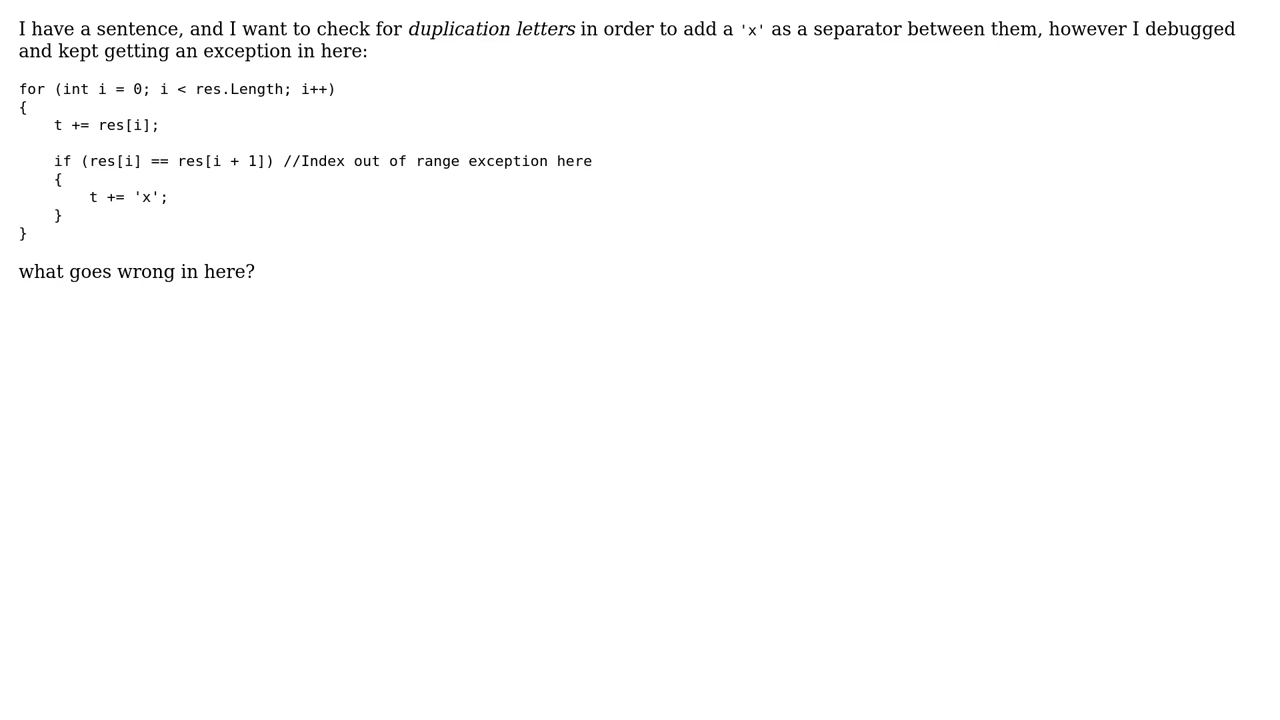 I have a sentence, and I want to check for duplication letters in order to add a 'x' as a separator between them, however I debugged
and kept getting an exception in here:
for (int i = 0; i < res.Length; i++)
{
    t += res[i];
    if (res[i] == res[i + 1]) //Index out of range exception here
    {
        t += 'x';
    }
}
what goes wrong in here?